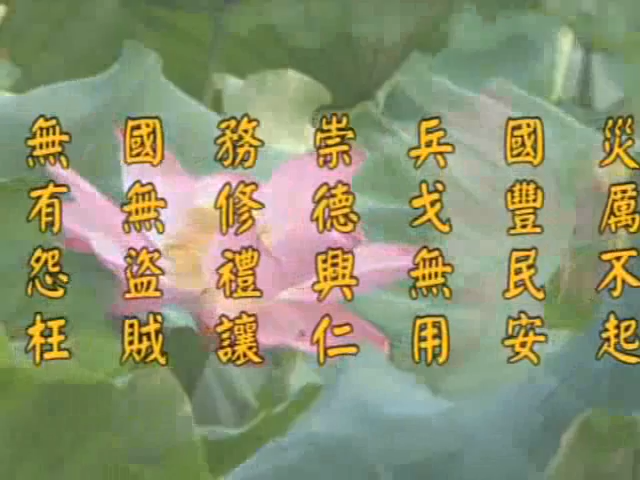 災厲不起
國豐民安
兵戈無用
崇德興仁
務修禮讓
國無盜賊
無有怨枉